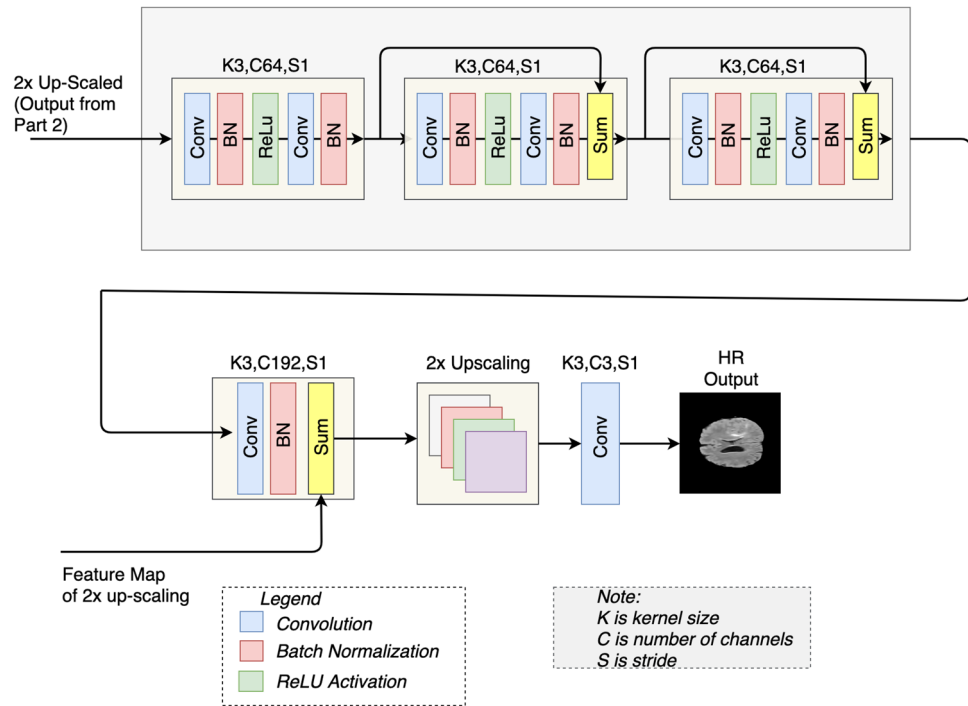 2x Up-Scaled
(Output from
Part 2)
K3,C64,S1
Conv
BN
ReLu
Conv
BN
K3,C64,S1
Conv
BN
ReLu
Conv
BN
Sum
K3,C64,S1
Conv
BN
ReLu
Conv
BN
Sum
K3,C192,S1
Conv
BN
Sum
2x Upscaling
K3,C3,S1
Conv
HR
Output
Feature Map
of 2x up-scaling
Legend
Convolution
Batch Normalization
ReLU Activation
Note:
K is kernel size
C is number of channels
S is stride